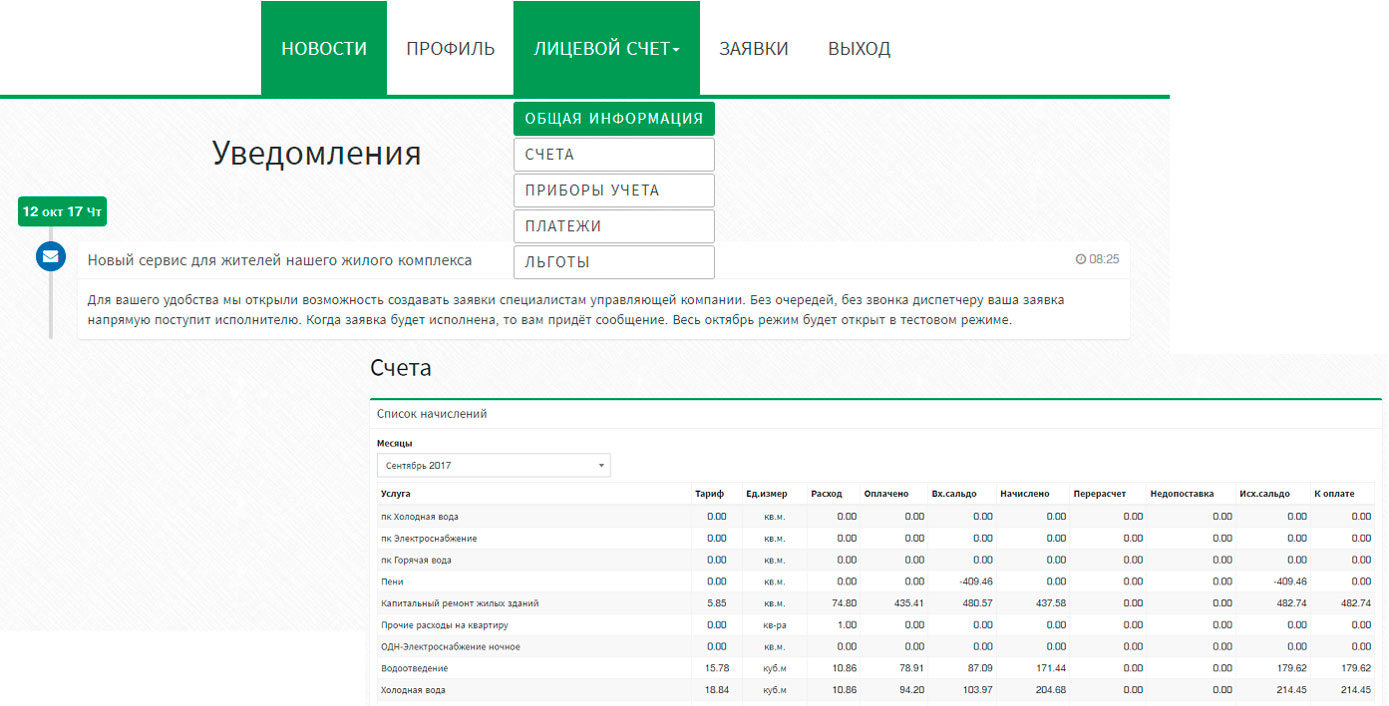 НОВОСТИ ПРОФИЛЬ ЛИЦЕВОЙ СЧЕТ ЗАЯВКИ ВЫХОД
ОБЩАЯ ИНФОРМАЦИЯ
СЧЕТА
ПРИБОРЫ УЧЕТА
ПЛАТЕЖИ
ЛЬГОТЫ
Уведомления
12 окт 17 Чт
Новый сервис для жителей нашего жилого комплекса 08:25
Для вашего удобства мы открыли возможность создавать заявки специалистам управляющей компании. Без очередей, без звонка диспетчеру ваша заявка
напрямую поступит исполнителю. Когда заявка будет исполнена, то вам придёт сообщение. Весь октябрь режим будет открыт в тестовом режиме.
Счета
Список начислений
Месяцы
Сентябрь 2017
Услуга Тариф Ед.измер Расход Оплачено Вх.сальдо Начислено Перерасчет Недопоставка Исх.сальдо К оплате
пк Холодная вода 0.00 кв.м. 0.00 0.00 0.00 0.00 0.00 0.00 0.00 0.00
пк Электроснабжение 0.00 кв.м. 0.00 0.00 0.00 0.00 0.00 0.00 0.00 0.00
пк Горячая вода 0.00 кв.м. 0.00 0.00 0.00 0.00 0.00 0.00 0.00 0.00
Пени 0.00 кв.м. 0.00 0.00 -409.46 0.00 0.00 0.00 -409.46 0.00
Капитальный ремонт жилых зданий 5.85 кв.м. 74.80 435.41 480.57 437.58 0.00 0.00 482.74 482.74
Прочие расходы на квартиру 0.00 кв-ра 1.00 0.00 0.00 0.00 0.00 0.00 0.00 0.00
ОДН-Электроснабжение ночное 0.00 кв.м. 0.00 0.00 0.00 0.00 0.00 0.00 0.00 0.00
Водоотведение 15.78 куб.м 10.86 78.91 87.09 171.44 0.00 0.00 179.62 179.62
Холодная вода 18.84 куб.м 10.86 94.20 103.97 204.68 0.00 0.00 214.45 214.45